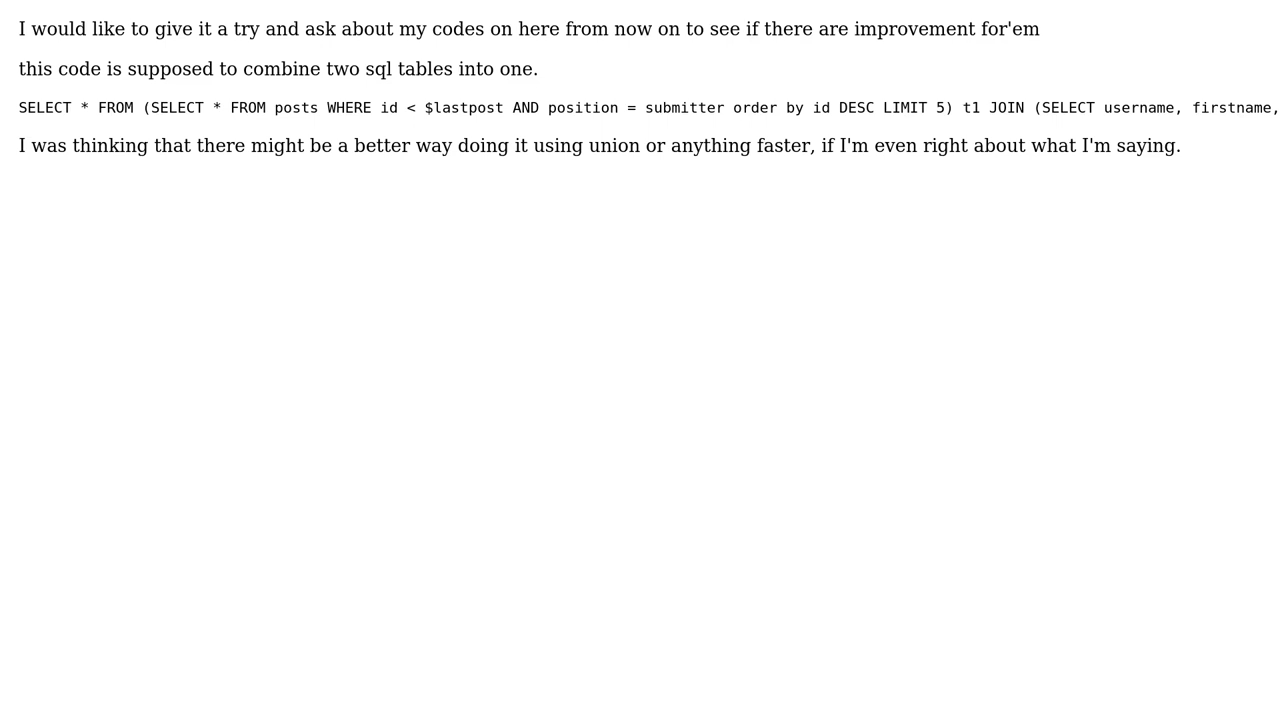 I would like to give it a try and ask about my codes on here from now on to see if there are improvement for'em
this code is supposed to combine two sql tables into one.
SELECT * FROM (SELECT * FROM posts WHERE id < $lastpost AND position = submitter order by id DESC LIMIT 5) t1 JOIN (SELECT username, firstname,
I was thinking that there might be a better way doing it using union or anything faster, if I'm even right about what I'm saying.